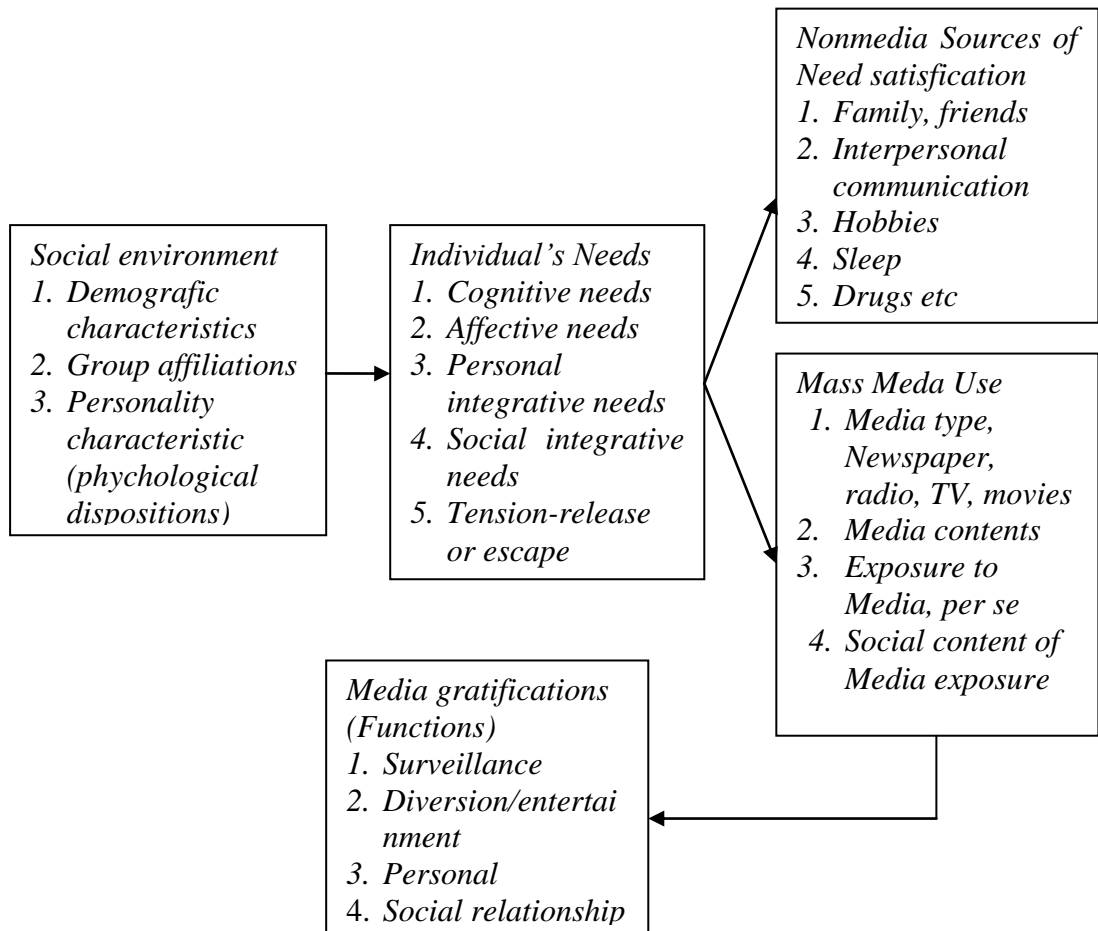 Social environment
1. Demografic
characteristics
2. Group affiliations
3. Personality
characteristic
(phychological
dispositions)
Individual's Needs
1. Cognitive needs
2. Affective needs
3. Personal
integrative needs
4. Social integrative
needs
5. Tension-release
or escape
Nonmedia Sources of
Need satisfication
1. Family, friends
2. Interpersonal
communication
3. Hobbies
4. Sleep
5. Drugs etc
Mass Meda Use
1. Media type,
Newspaper,
radio, TV, movies
2. Media contents
3. Exposure to
Media, per se
4. Social content of
Media exposure
Media gratifications
(Functions)
1. Surveillance
2. Diversion/entertai
nment
3. Personal
4. Social relationship